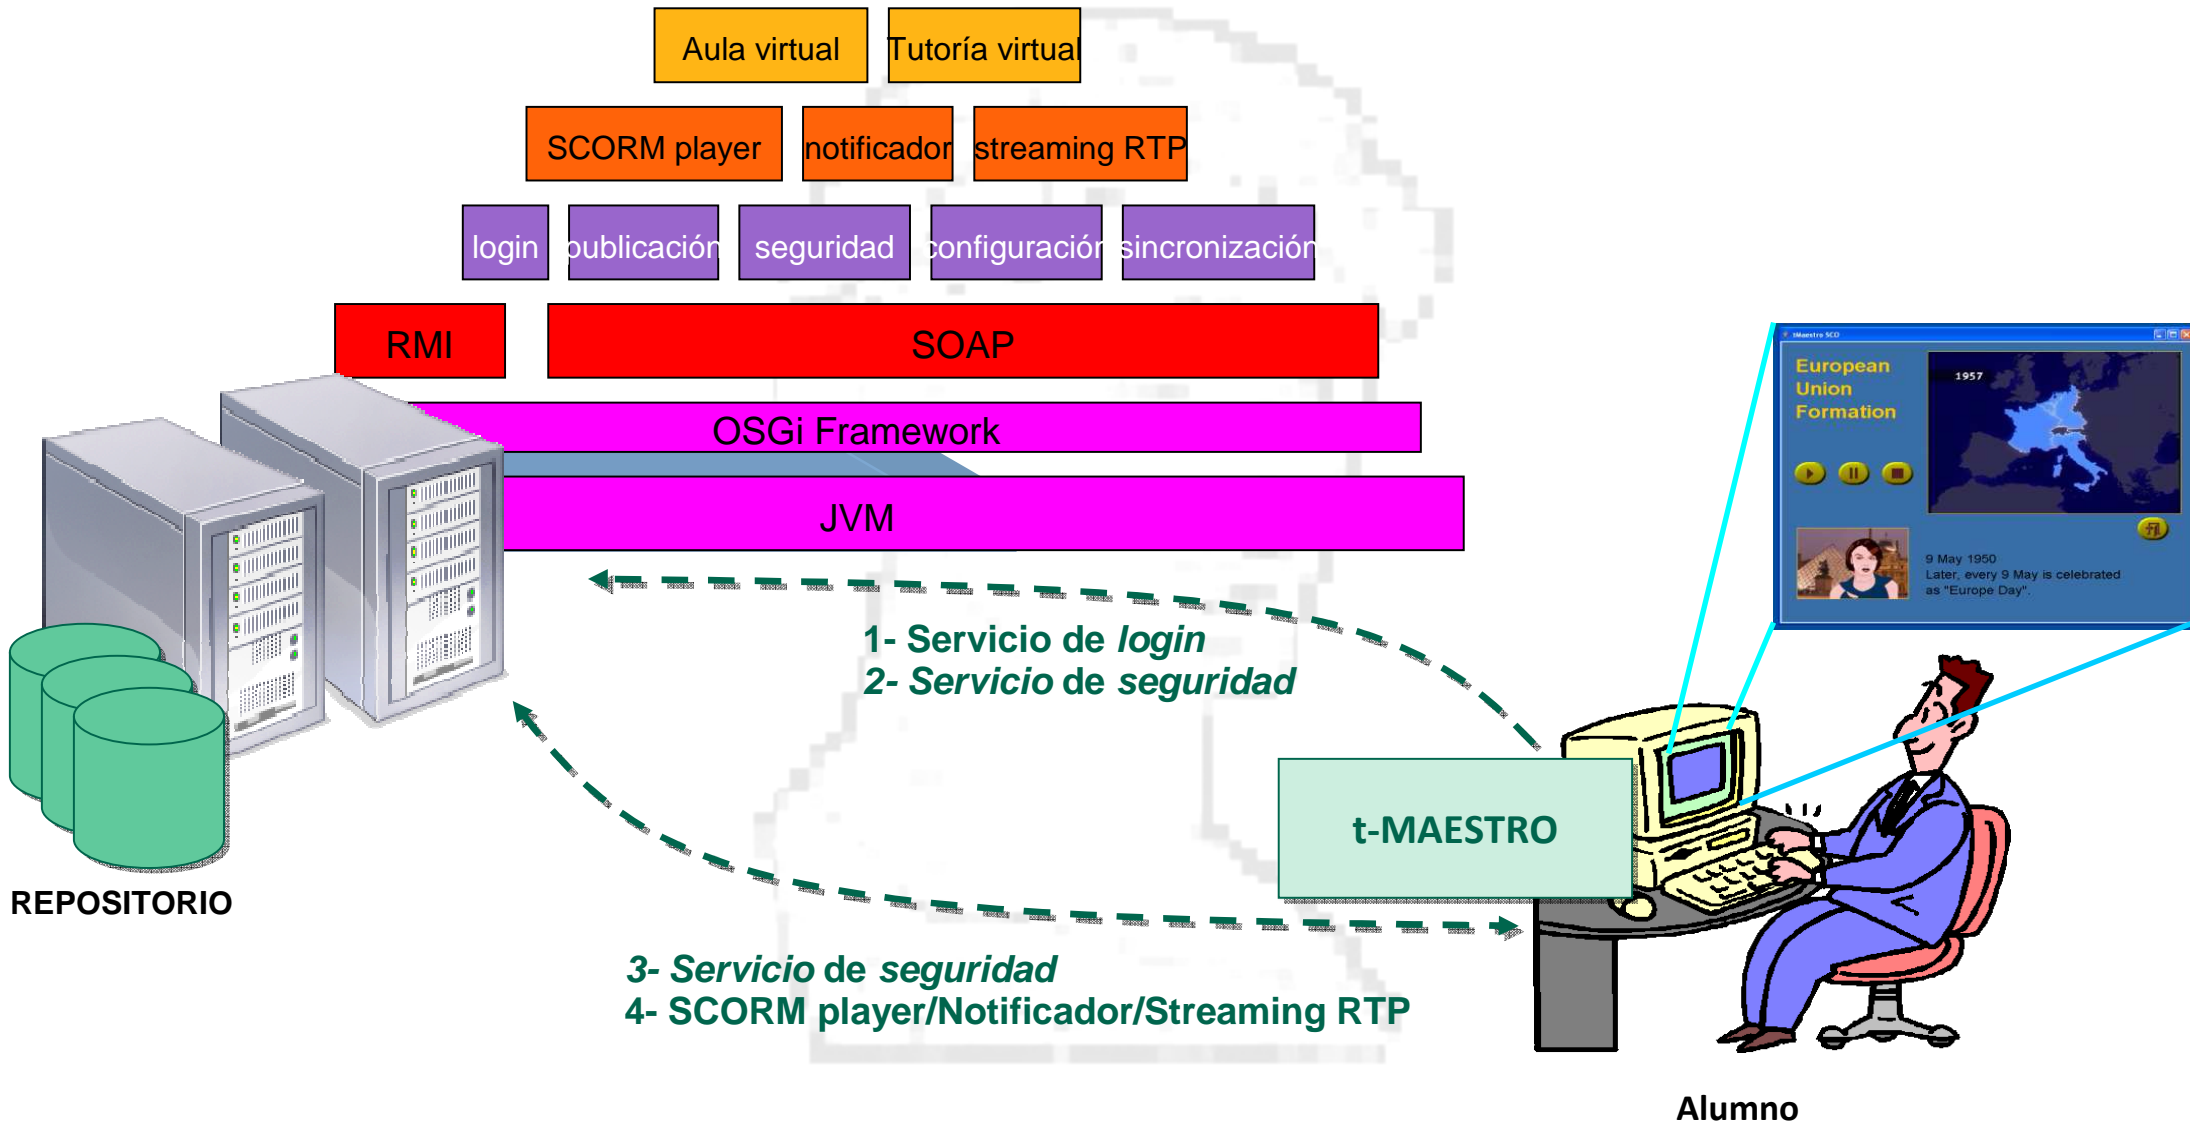 Aula virtual
Tutoría virtual
SCORM player
notificador
streaming RTP
login
publicación
seguridad
configuración
sincronización
RMI
SOAP
OSGi Framework
JVM
tMaestro SCO
European
Union
Formation
1957
9 May 1950
Later, every 9 May is celebrated
as "Europe Day".
1- Servicio de login
2- Servicio de seguridad
t-MAESTRO
REPOSITORIO
3- Servicio de seguridad
4- SCORM player/Notificador/Streaming RTP
Alumno